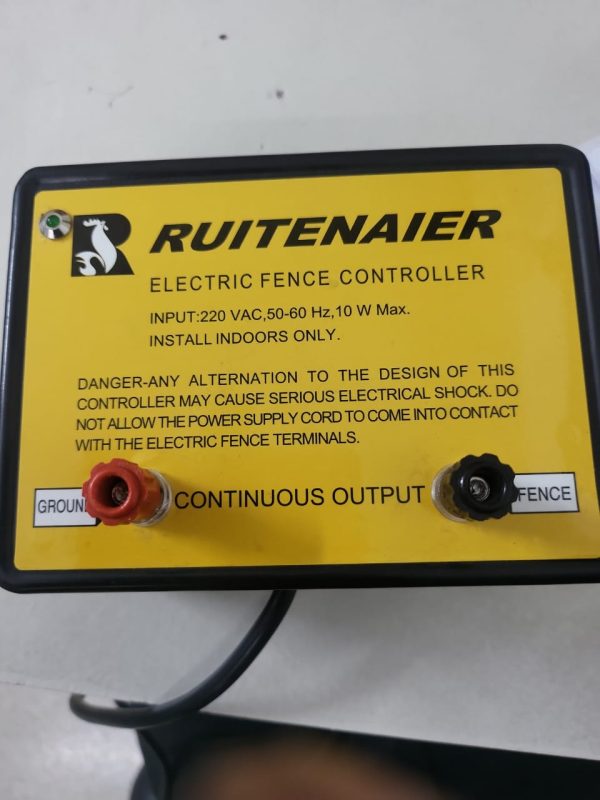 R RUITENAIER
ELECTRIC FENCE CONTROLLER
INPUT:220 VAC,50-60 Hz,10 W Max.
INSTALL INDOORS ONLY.
DANGER-ANY ALTERNATION TO THE DESIGN OF THIS
CONTROLLER MAY CAUSE SERIOUS ELECTRICAL SHOCK. DO
NOT ALLOW THE POWER SUPPLY CORD TO COME INTO CONTACT
WITH THE ELECTRIC FENCE TERMINALS.
GROUND CONTINUOUS OUTPUT FENCE